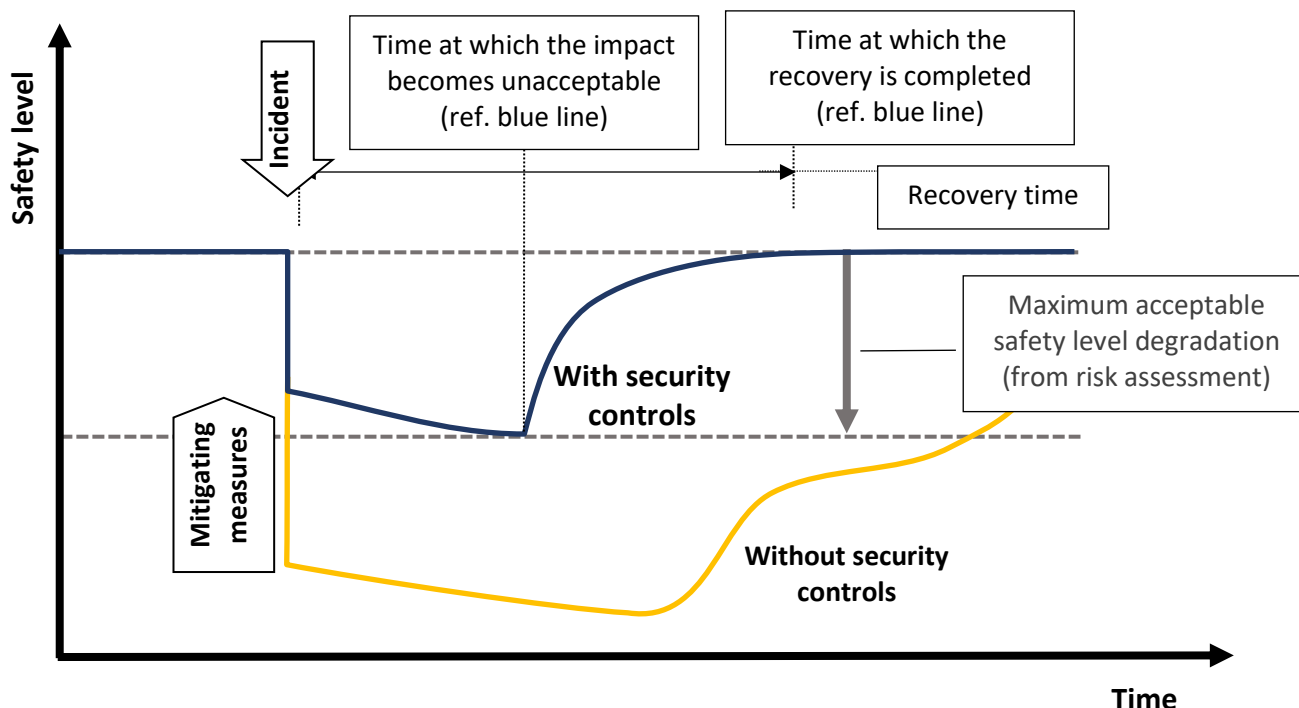 Safety level
Incident
Time at which the impact
becomes unacceptable
(ref. blue line)
Time at which the
recovery is completed
(ref. blue line)
Recovery time
Maximum acceptable
safety level degradation
(from risk assessment)
With security
controls
Mitigating
measures
Without security
controls
Time